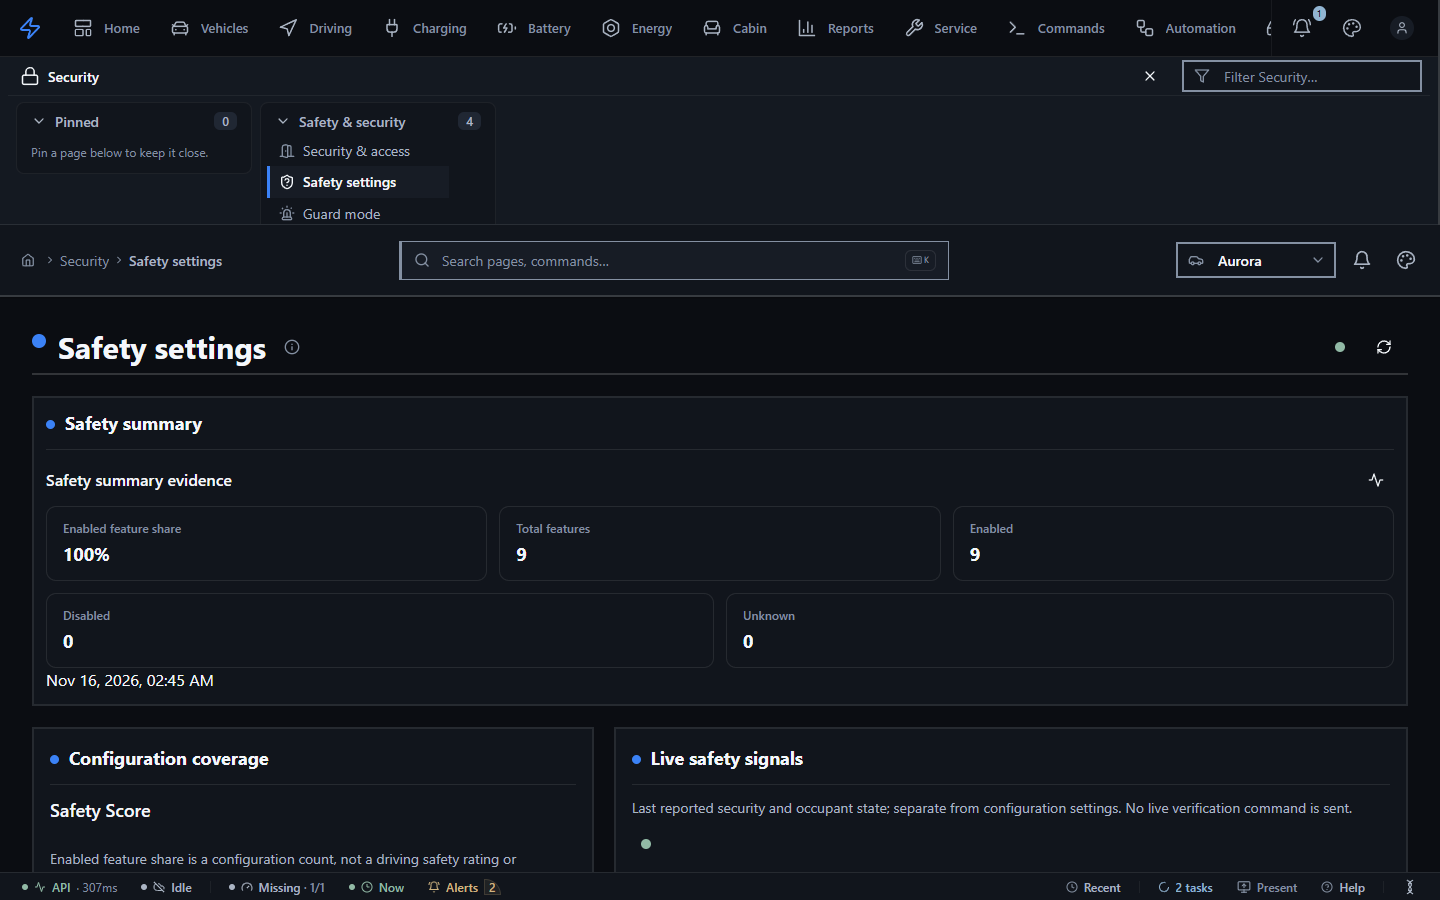 Home Vehicles Driving Charging Battery Energy Cabin Reports Service Commands Automation 1
Security
Filter Security...
Pinned 0
Pin a page below to keep it close.
Safety & security 4
Security & access
Safety settings
Guard mode
Security Safety settings
Search pages, commands... K
Aurora
Safety settings
Safety summary
Safety summary evidence
Enabled feature share
100%
Total features
9
Enabled
9
Disabled
0
Unknown
0
Nov 16, 2026, 02:45 AM
Configuration coverage
Safety Score
Enabled feature share is a configuration count, not a driving safety rating or
Live safety signals
Last reported security and occupant state; separate from configuration settings. No live verification command is sent.
API · 307ms Idle Missing · 1/1 Now Alerts 2 Recent 2 tasks Present Help